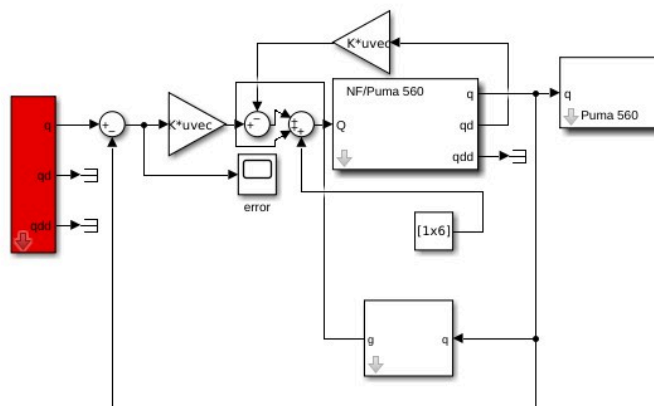 K*uvec
NF/Puma 560
q
Q
qd
qdd
q
Puma 560
q
qd
qdd
K*uvec
error
[1x6]
g
q